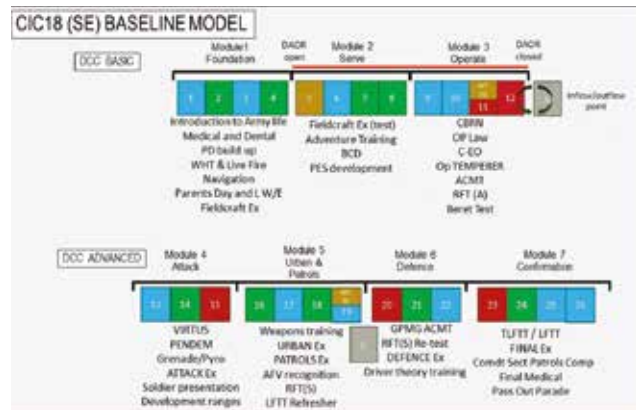 CIC18 (SE) BASELINE MODEL
DCC BASIC
Module1
Foundation
DAOR
open
Module 2
Serve
Module 3
Operate
DAOR
closed
1 2 3 4
6 7 8
9 10 11 12
inflow/outflow
point
Introduction to Army life
Medical and Dental
PD build up
WHT & Live Fire
Navigation
Parents Day and L W/E
Fieldcraft Ex
Fieldcraft Ex (test)
Adventure Training
BCD
PES development
CBRN
OP Law
C-EO
Op TEMPERER
ACMT
RFT (A)
Beret Test
DCC ADVANCED
Module 4
Attack
Module 5
Urban &
Patrols
Module 6
Defence
Module 7
Confirmation
13 14 15
16 17 18 19
20 21 22
23 24 25 26
VIRTUS
PENDEM
Grenade/Pyro
ATTACK Ex
Soldier presentation
Development ranges
Weapons training
URBAN Ex
PATROLS Ex
AFV recognition
RFT(S)
LFTT Refresher
GPMG ACMT
RFT(S) Re-test
DEFENCE Ex
Driver theory training
TLFTT / LFTT
FINAL Ex
Comdt Sect Patrols Comp
Final Medical
Pass Out Parade